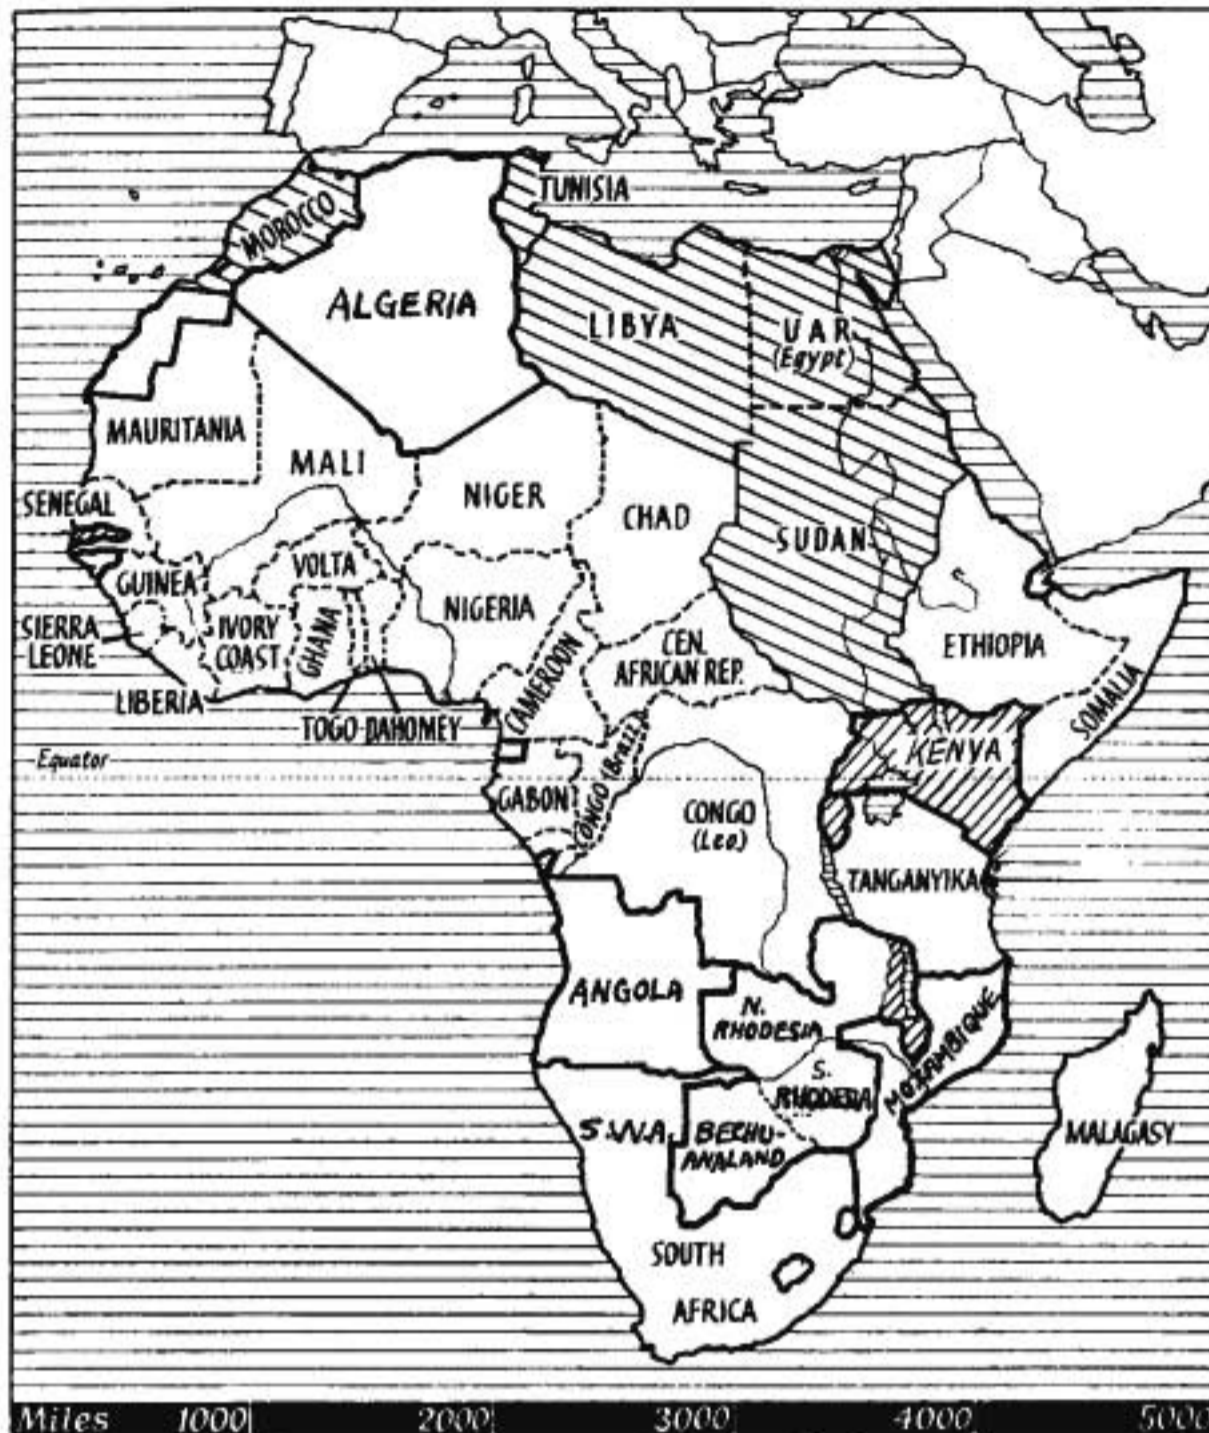 TUNISIA
MOROCCO
ALGERIA
LIBYA
UAR
(Egypt)
MAURITANIA
MALI
NIGER
CHAD
SUDAN
SENEGAL
GUINEA
VOLTA
NIGERIA
SIERRA
LEONE
IVORY
COAST
GHANA
CAMEROON
CEN.
AFRICAN REP.
ETHIOPIA
SOMALIA
LIBERIA
TOGO DAHOMEY
Equator
GABON
CONGO (Braz.)
KENYA
CONGO
(Leo)
TANGANYIKA
ANGOLA
N.
RHODESIA
MOZAMBIQUE
S.
RHODESIA
S.W.A.
BECHU-
ANALAND
MALAGASY
SOUTH
AFRICA
Miles 1000 2000 3000 4000 5000